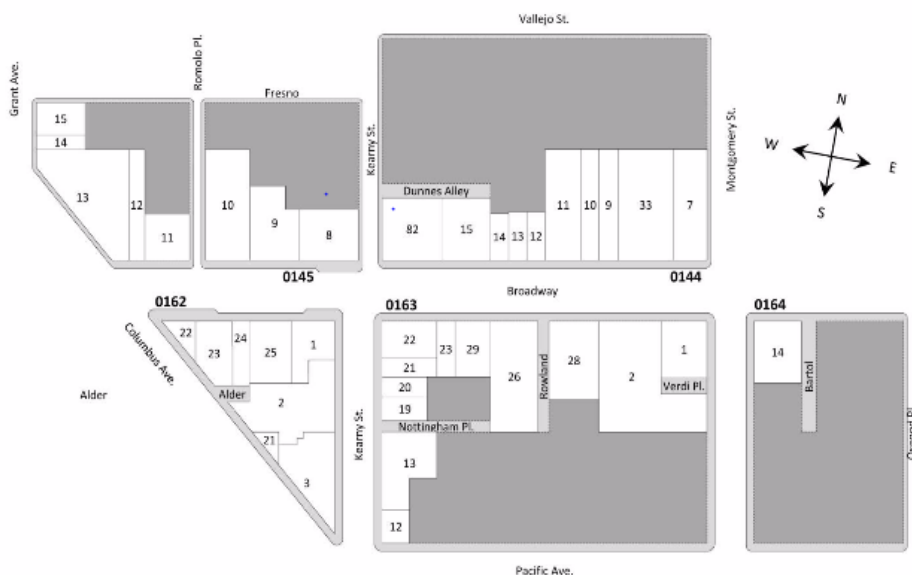 Vallejo St.
Grant Ave.
Romolo Pl.
Fresno
Kearny St.
Montgomery St.
N
W
E
S
15
14
13
12
11
10
9
8
Dunnes Alley
82
15
14
13
12
11
10
9
33
7
0145
0144
Broadway
0162
0163
0164
Columbus Ave.
22
23
24
25
1
Alder
Alder
2
21
3
Kearny St.
22
23
29
21
20
19
26
Rowland
28
2
1
Verdi Pl.
Nottingham Pl.
13
12
14
Bartol
Pacific Ave.